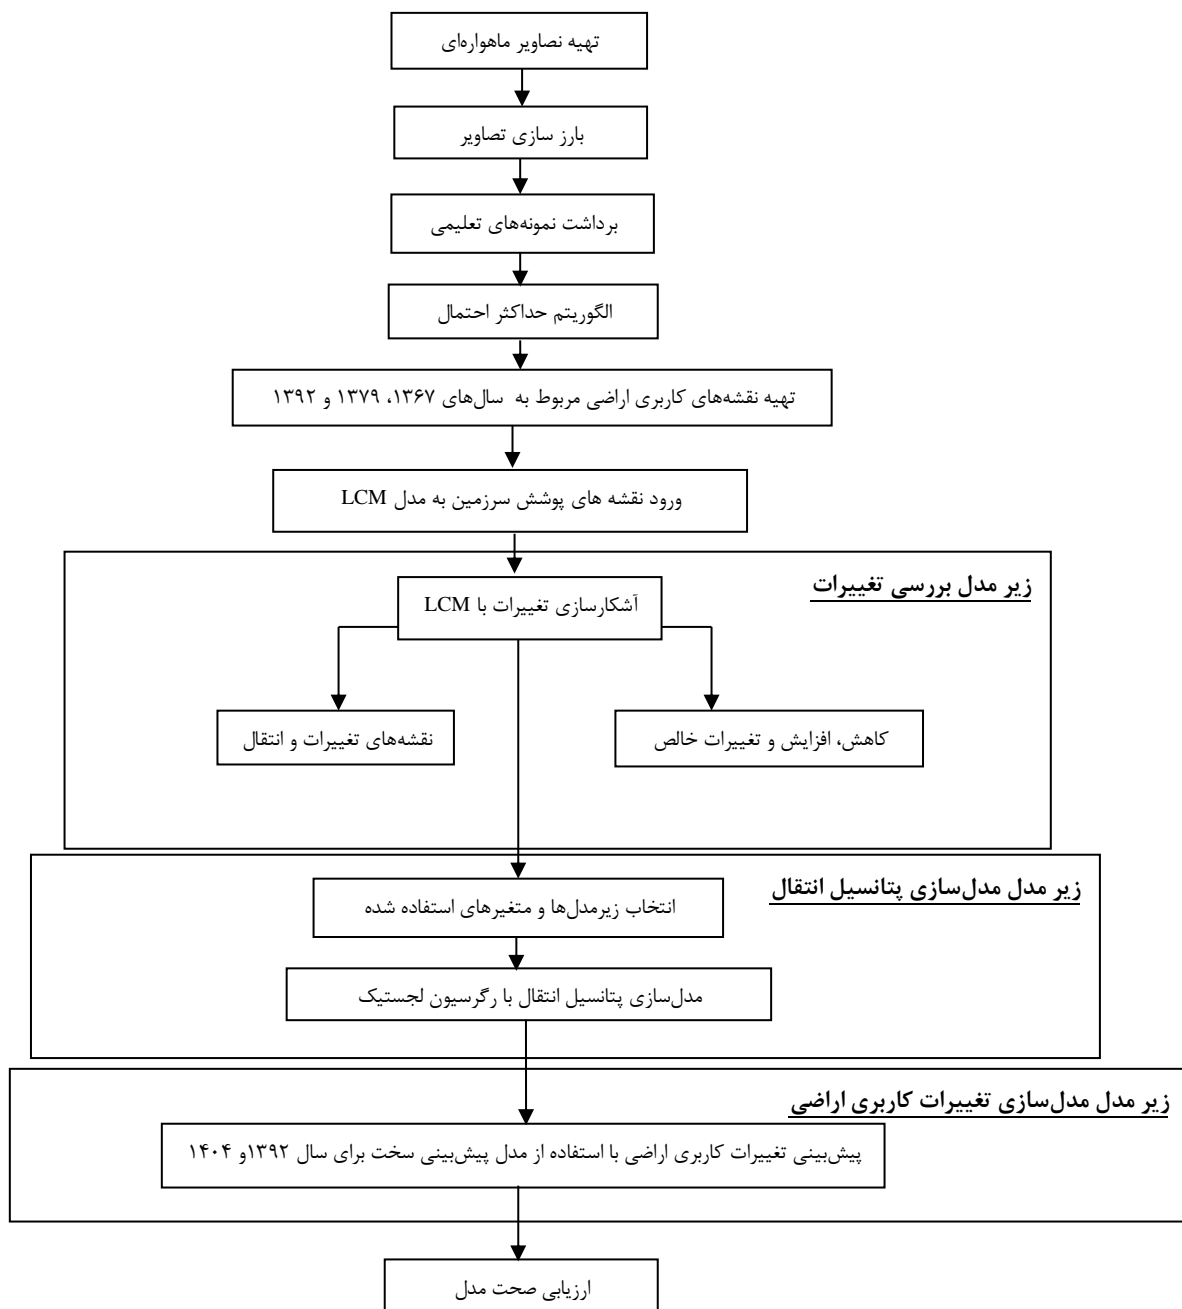 تهیه نصاویر ماهواره‌ای
بارز سازی تصاویر
برداشت نمونه‌های تعلیمی
الگوریتم حداکثر احتمال
تهیه نقشه‌های کاربری اراضی مربوط به سال‌های ۱۳۶۷، ۱۳۷۹ و ۱۳۹۲
ورود نقشه های پوشش سرزمین به مدل LCM
زیر مدل بررسی تغییرات
آشکارسازی تغییرات با LCM
کاهش، افزایش و تغییرات خالص
نقشه‌های تغییرات و انتقال
زیر مدل مدل‌سازی پتانسیل انتقال
انتخاب زیرمدل‌ها و متغیرهای استفاده شده
مدل‌سازی پتانسیل انتقال با رگرسیون لجستیک
زیر مدل مدل‌سازی تغییرات کاربری اراضی
پیش‌بینی تغییرات کاربری اراضی با استفاده از مدل پیش‌بینی سخت برای سال ۱۳۹۲و ۱۴۰۴
ارزیابی صحت مدل